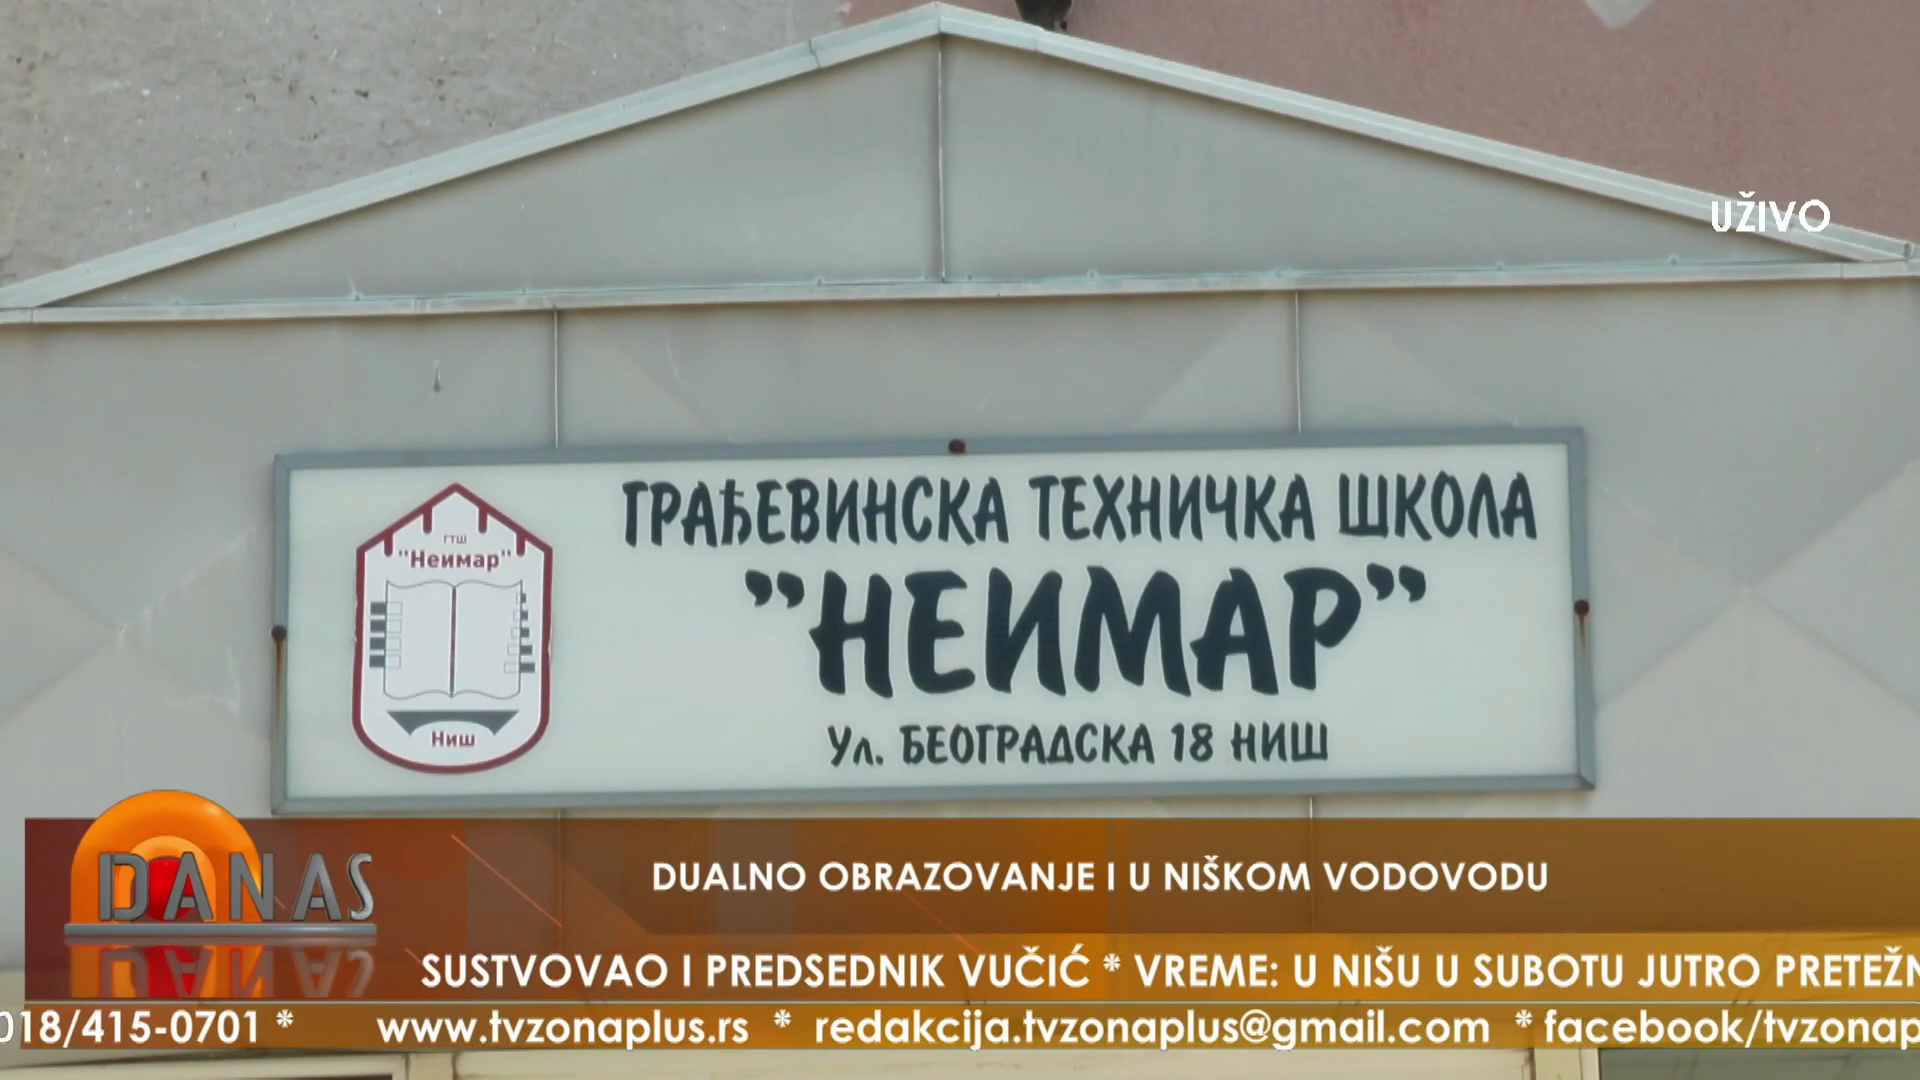 UŽIVO
ГРАЂЕВИНСКА ТЕХНИЧКА ШКОЛА
"НЕИМАР"
Ул. БЕОГРАДСКА 18 НИШ
ГТШ
"Неимар"
Ниш
DANAS
DUALNO OBRAZOVANJE I U NIŠKOM VODOVODU
SUSTVOVAO I PREDSEDNIK VUČIĆ * VREME: U NIŠU U SUBOTU JUTRO PRETEŽN
018/415-0701 * www.tvzonaplus.rs * redakcija.tvzonaplus@gmail.com * facebook/tvzonap